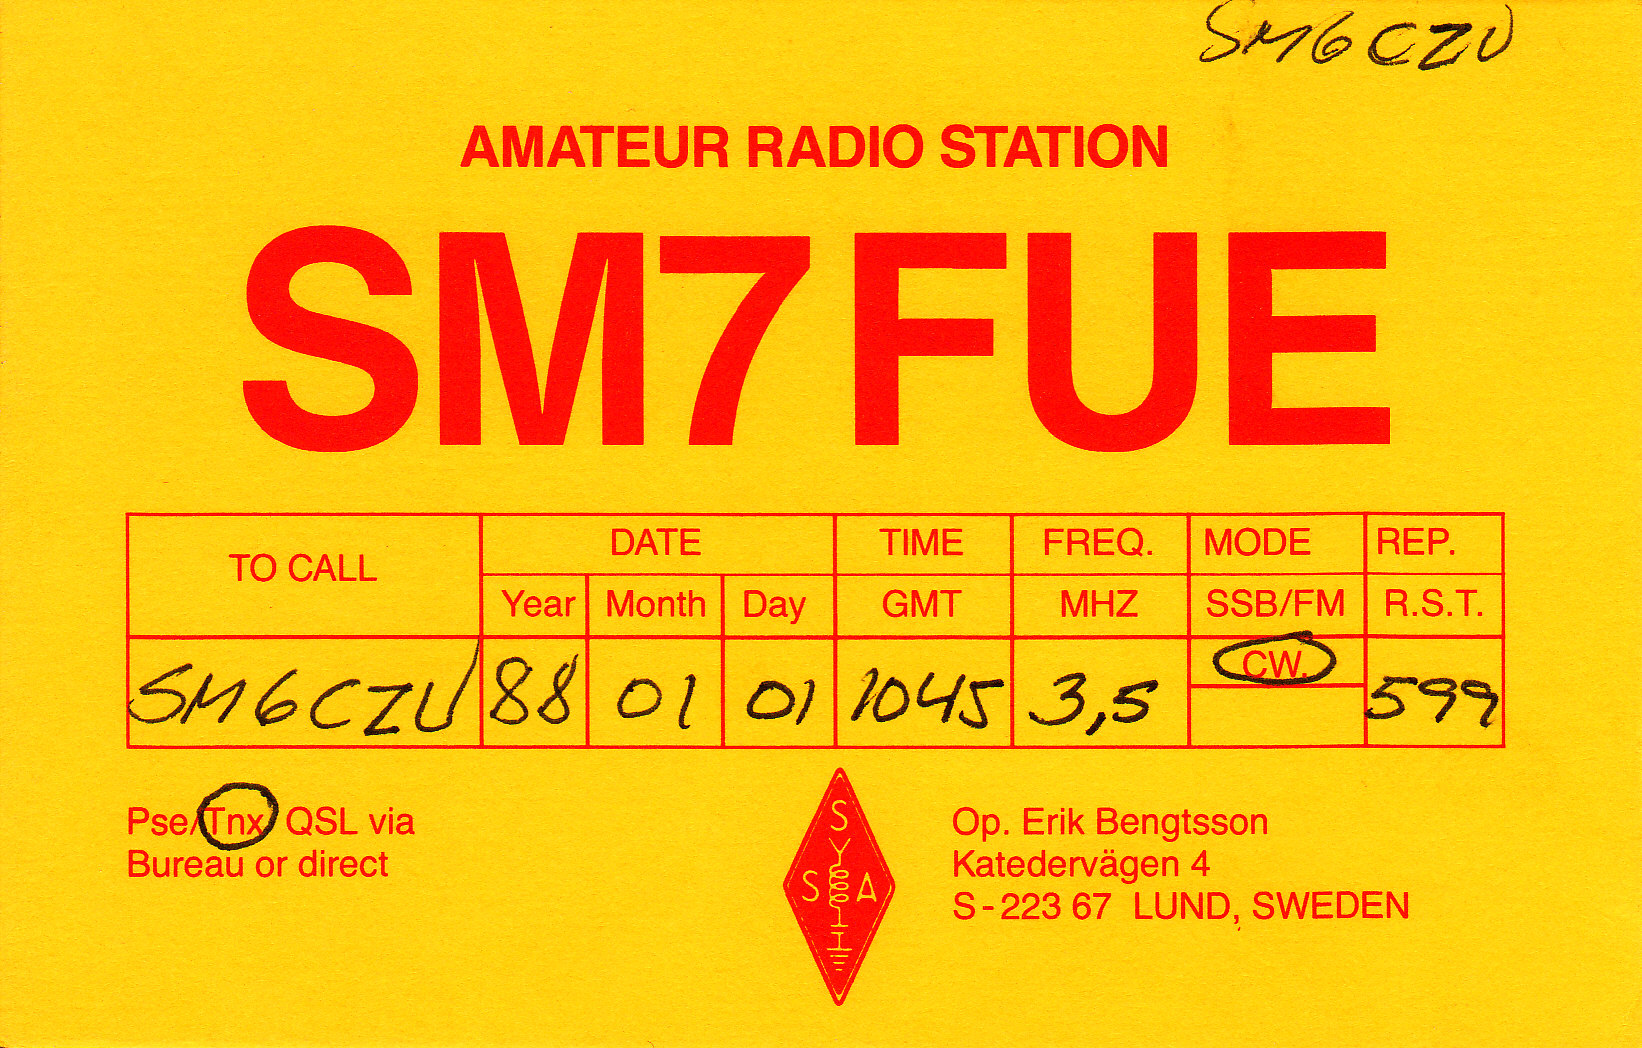 SM6CZU
AMATEUR RADIO STATION
SM7FUE
TO CALL DATE TIME FREQ. MODE REP.
Year Month Day GMT MHZ SSB/FM R.S.T.
CW.
SM6CZU 88 01 01 1045 3,5 599
Pse/Tnx QSL via
Bureau or direct
S
Y
S A
I
Op. Erik Bengtsson
Katedervägen 4
S-223 67 LUND, SWEDEN